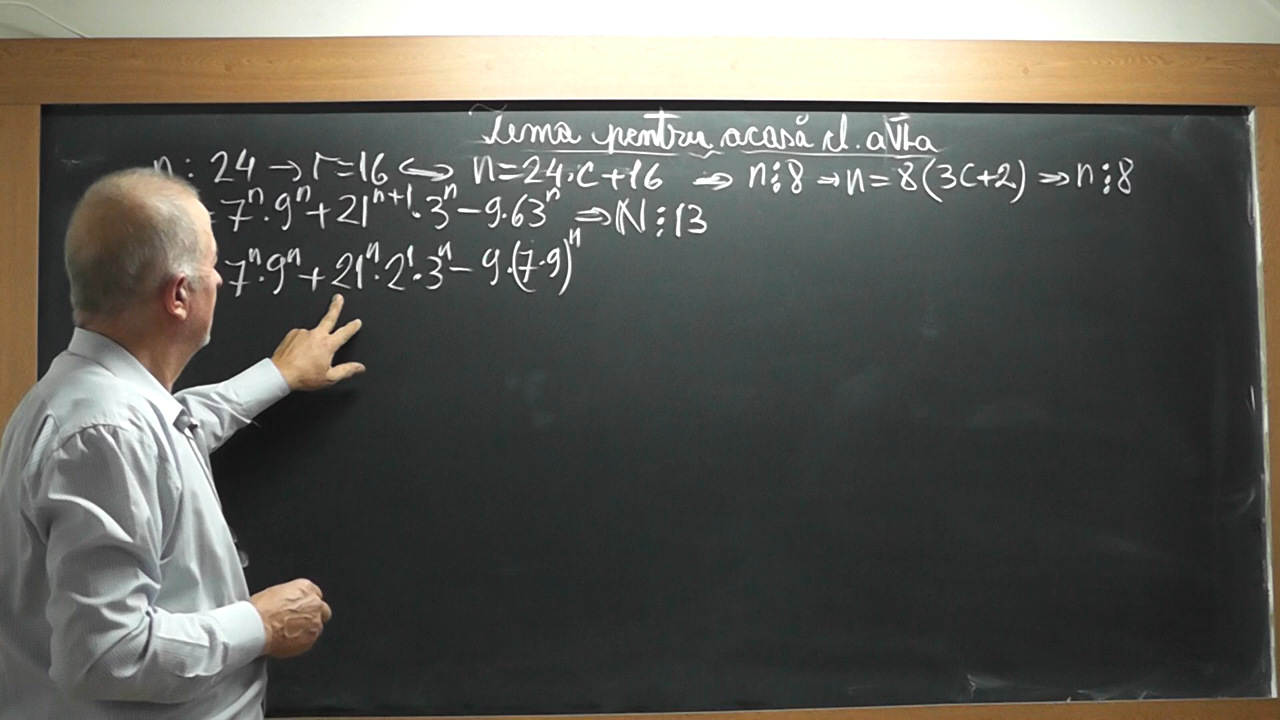 Tema pentru acasă cl. a VI-a
n : 24 → r=16 ⟺ n=24·c+16 ⇒ n⋮8 ⇒ n=8(3c+2) ⇒ n⋮8
= 7ⁿ·9ⁿ+21ⁿ⁺¹·3ⁿ−9·63ⁿ ⇒ N⋮13
7ⁿ·9ⁿ+21ⁿ·2¹·3ⁿ−9·(7·9)ⁿ